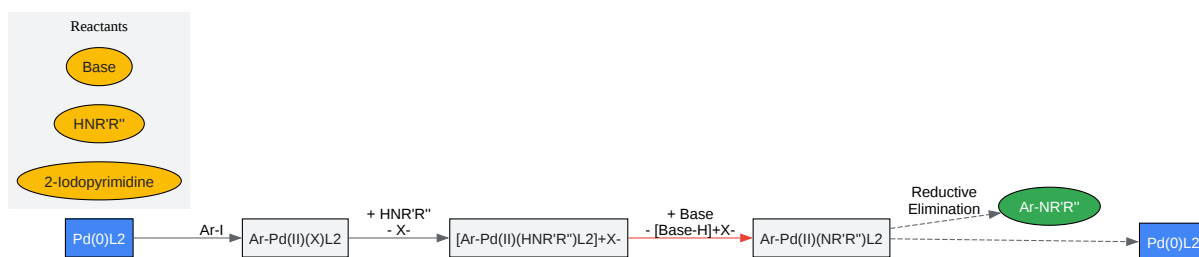 Reactants
Base
HNR'R"
2-Iodopyrimidine
Pd(0)L2
Ar-I
Ar-Pd(II)(X)L2
+ HNR'R"
- X-
[Ar-Pd(II)(HNR'R")L2]+X-
+ Base
- [Base-H]+X-
Ar-Pd(II)(NR'R")L2
Reductive
Elimination
Ar-NR'R"
Pd(0)L2